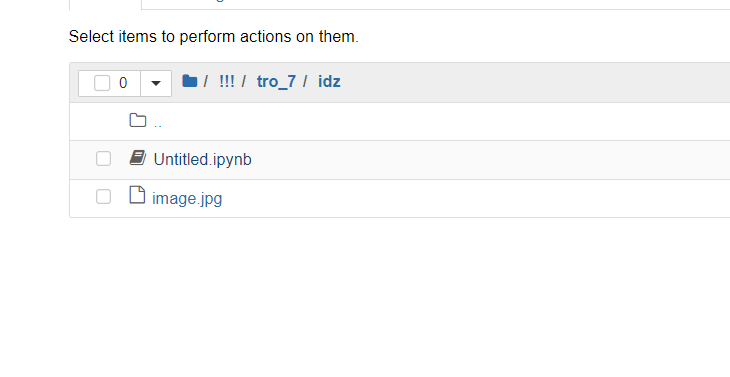 Select items to perform actions on them.
0 / !!! / tro_7 / idz
..
Untitled.ipynb
image.jpg